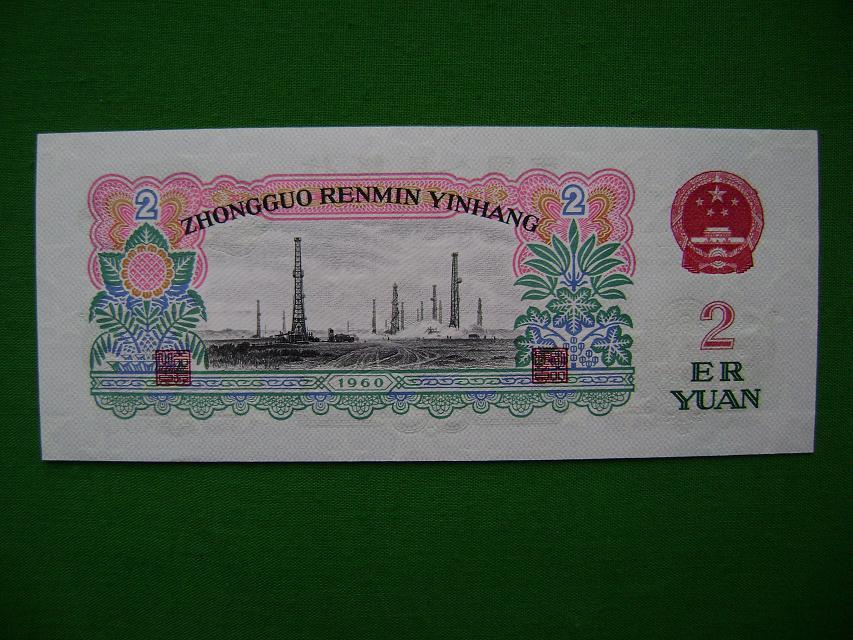 2
ZHONGGUO RENMIN YINHANG
2
1960
2
ER
YUAN